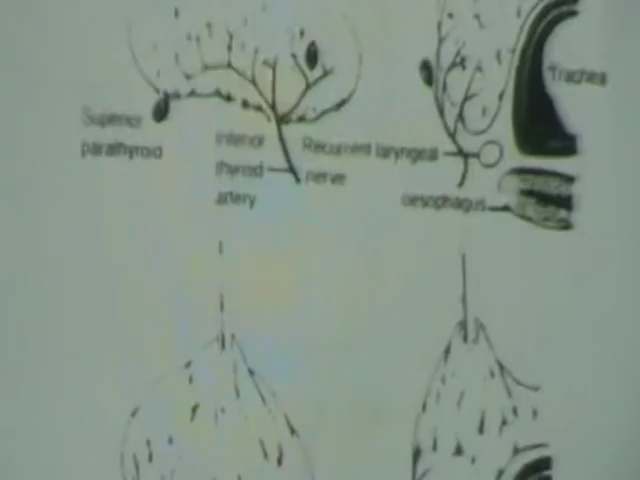 Trachea
Superior
parathyroid
Inferior
thyroid
artery
Recurrent laryngeal
nerve
oesophagus